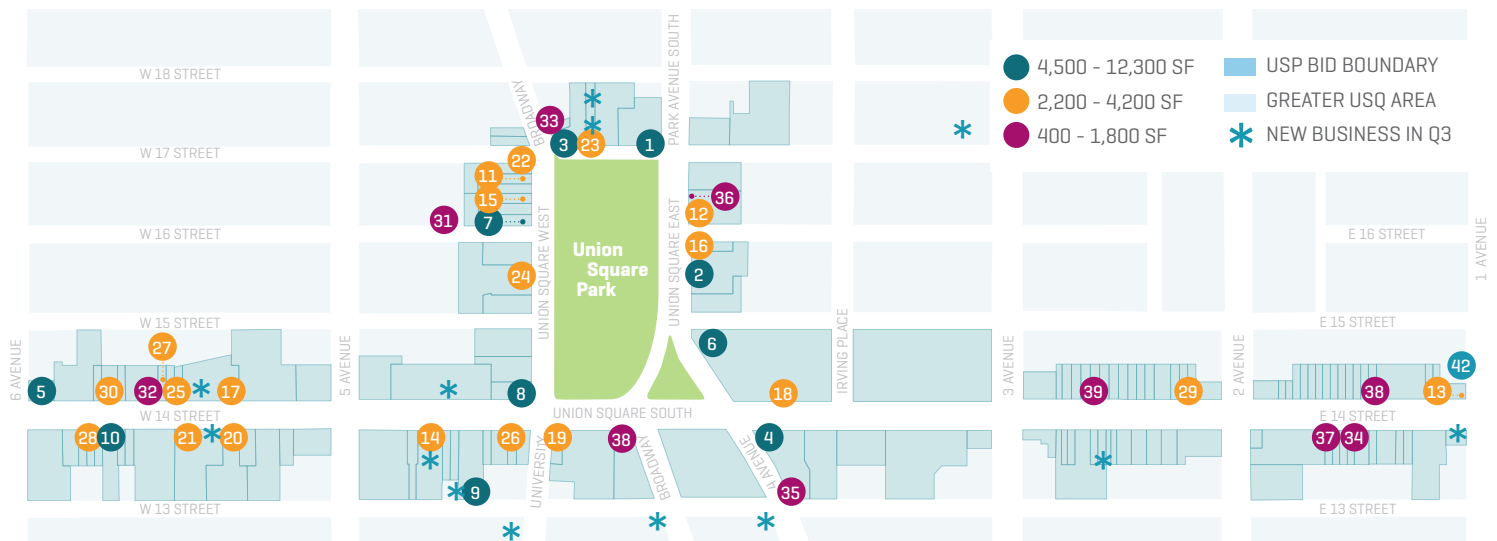 W 18 STREET
BROADWAY
PARK AVENUE SOUTH
4,500 - 12,300 SF
2,200 - 4,200 SF
400 - 1,800 SF
USP BID BOUNDARY
GREATER USQ AREA
NEW BUSINESS IN Q3
33
3
23
1
W 17 STREET
22
11
15
31
7
36
12
W 16 STREET
UNION SQUARE WEST
Union
Square
Park
UNION SQUARE EAST
16
2
24
E 16 STREET
1 AVENUE
W 15 STREET
E 15 STREET
6 AVENUE
5 AVENUE
IRVING PLACE
3 AVENUE
2 AVENUE
27
6
42
5
30
32
25
17
8
18
39
29
38
13
W 14 STREET
UNION SQUARE SOUTH
E 14 STREET
28
10
21
20
14
26
19
38
4
37
34
UNIVERSITY
BROADWAY
4 AVENUE
9
35
W 13 STREET
E 13 STREET